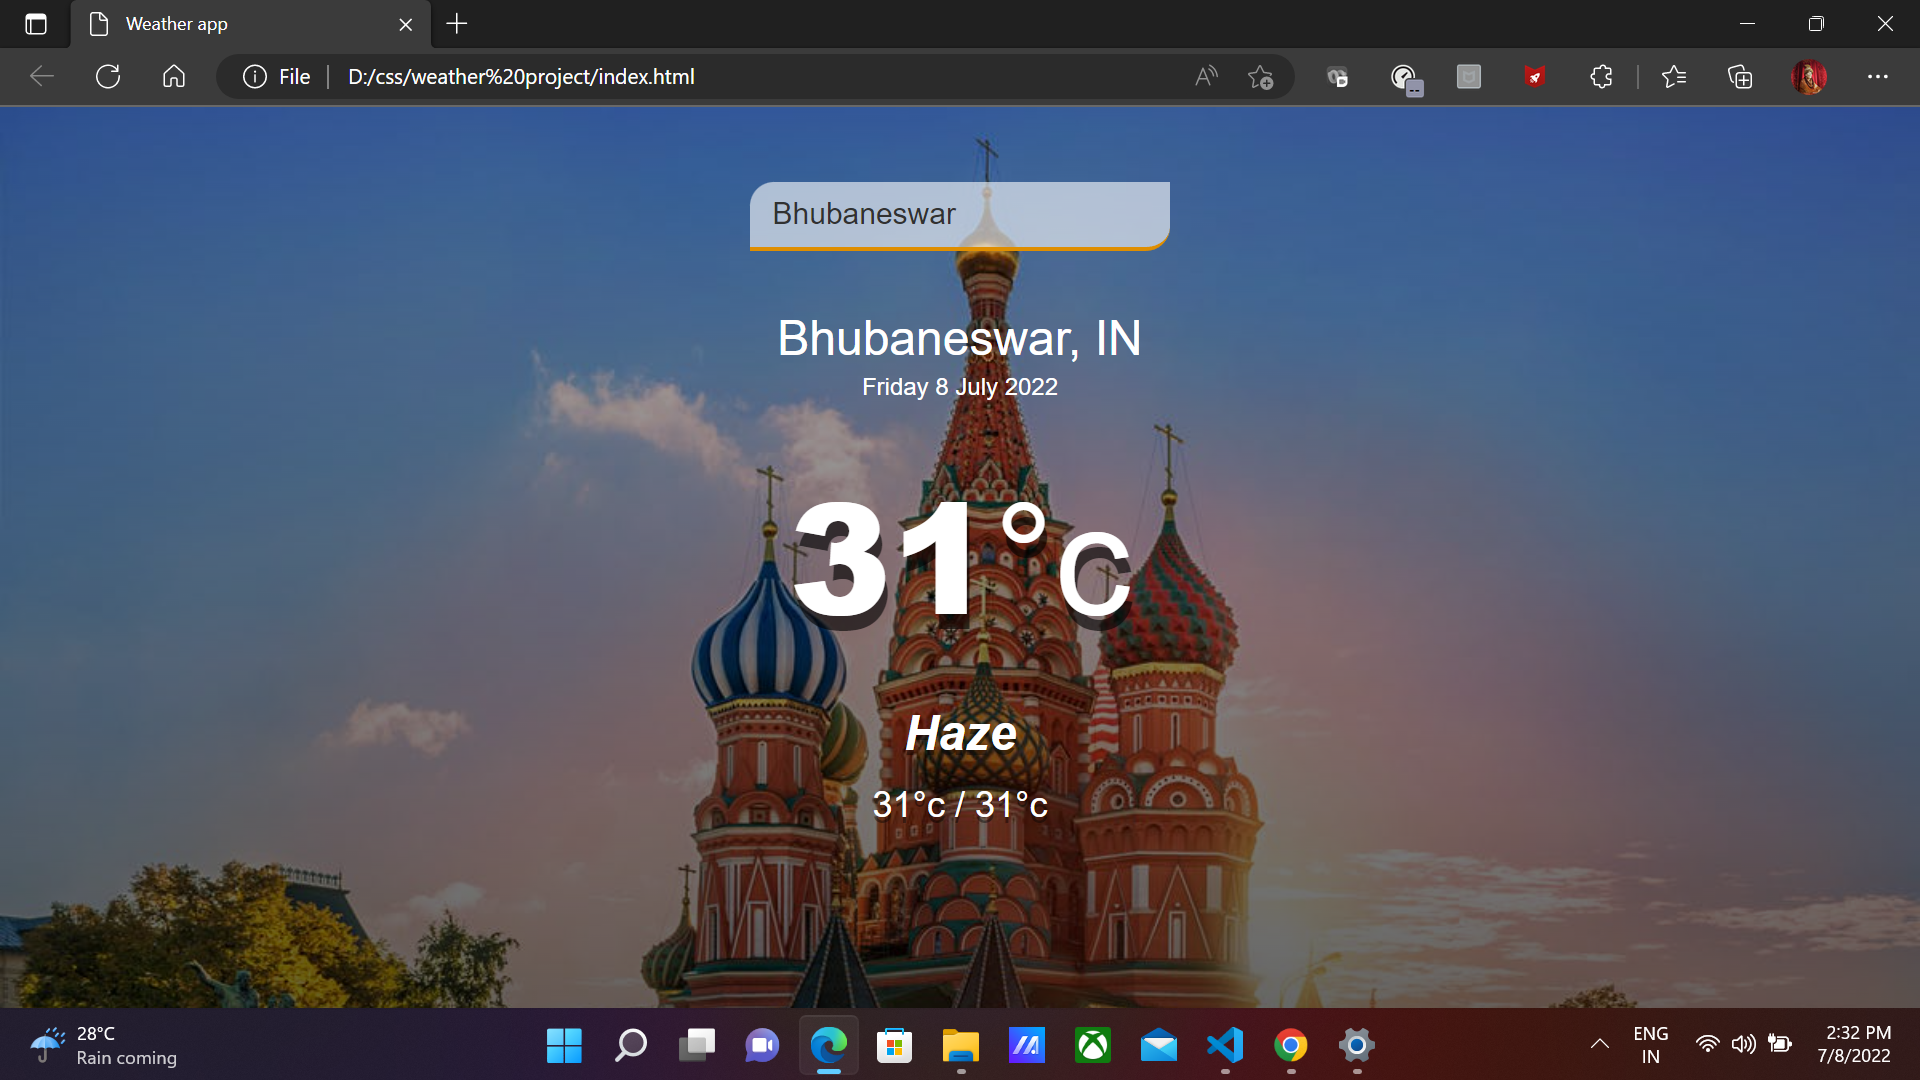 Weather app
File
D:/css/weather%20project/index.html
Bhubaneswar
Bhubaneswar, IN
Friday 8 July 2022
31°c
Haze
31°c / 31°c
28°C
Rain coming
ENG
IN
2:32 PM
7/8/2022